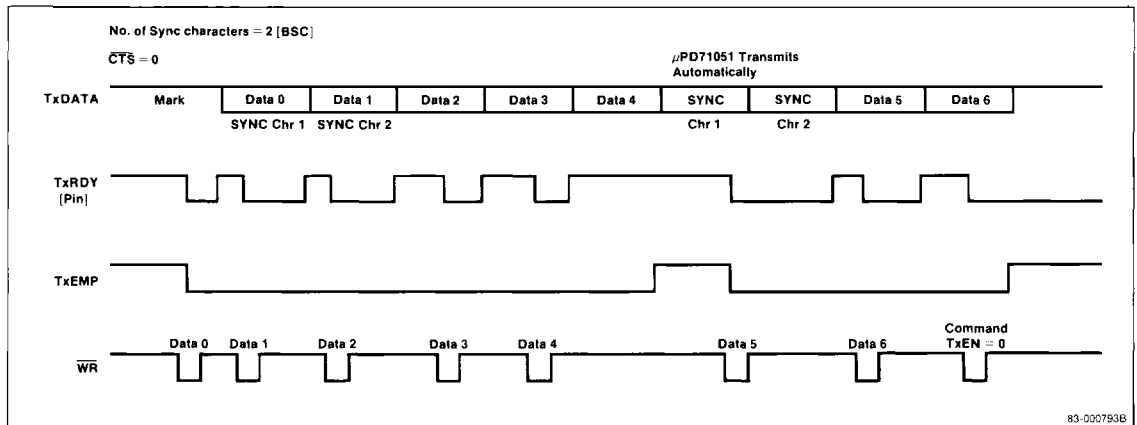 No. of Sync characters = 2 [BSC]
CTS = 0
μPD71051 Transmits
Automatically
TxDATA
Mark
Data 0
Data 1
Data 2
Data 3
Data 4
SYNC
SYNC
Data 5
Data 6
SYNC Chr 1
SYNC Chr 2
Chr 1
Chr 2
TxRDY
[Pin]
TxEMP
Data 0
Data 1
Data 2
Data 3
Data 4
Data 5
Data 6
Command
TxEN = 0
WR
83-000793B